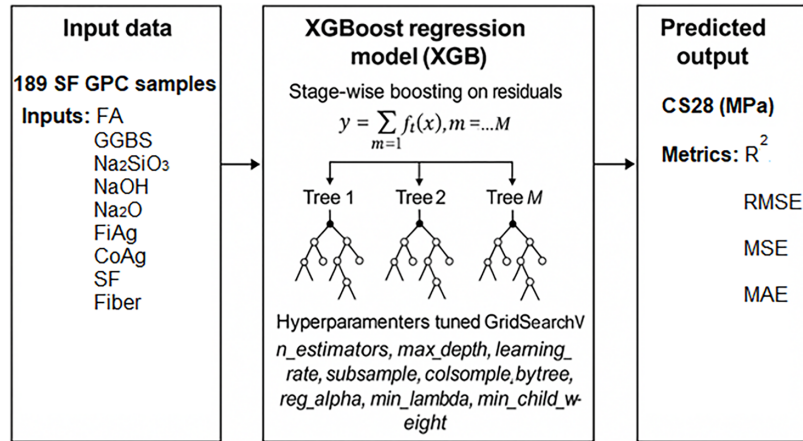 Input data
189 SF GPC samples
Inputs: FA
GGBS
Na₂SiO₃
NaOH
Na₂O
FiAg
CoAg
SF
Fiber
XGBoost regression
model (XGB)
Stage-wise boosting on residuals
y = ∑ fₜ(x), m = ...M
m=1
Tree 1 Tree 2 Tree M
Hyperparamenters tuned GridSearchV
n_estimators, max_depth, learning_
rate, subsample, colsomple,bytree,
reg_alpha, min_lambda, min_child_w-
eight
Predicted
output
CS28 (MPa)
Metrics: R²
RMSE
MSE
MAE